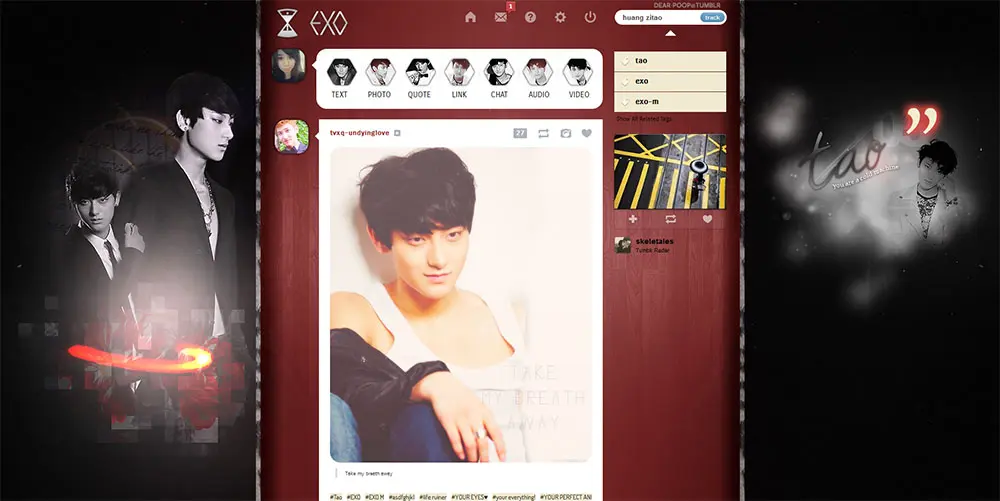 EXO
1
DEAR POOP@TUMBLR
huang zitao
track
TEXT
PHOTO
QUOTE
LINK
CHAT
AUDIO
VIDEO
tao
exo
exo-m
Show All Related Tags
tvxq-undyinglove
27
TAKE
MY BREATH
AWAY
skeletales
Tumblr Radar
Take my breath away
#Tao #EXO #EXO M #asdfghjkl #life ruiner #YOUR EYES♥ #your everything! #YOUR PERFECT ANI
tao
You are a cold machine